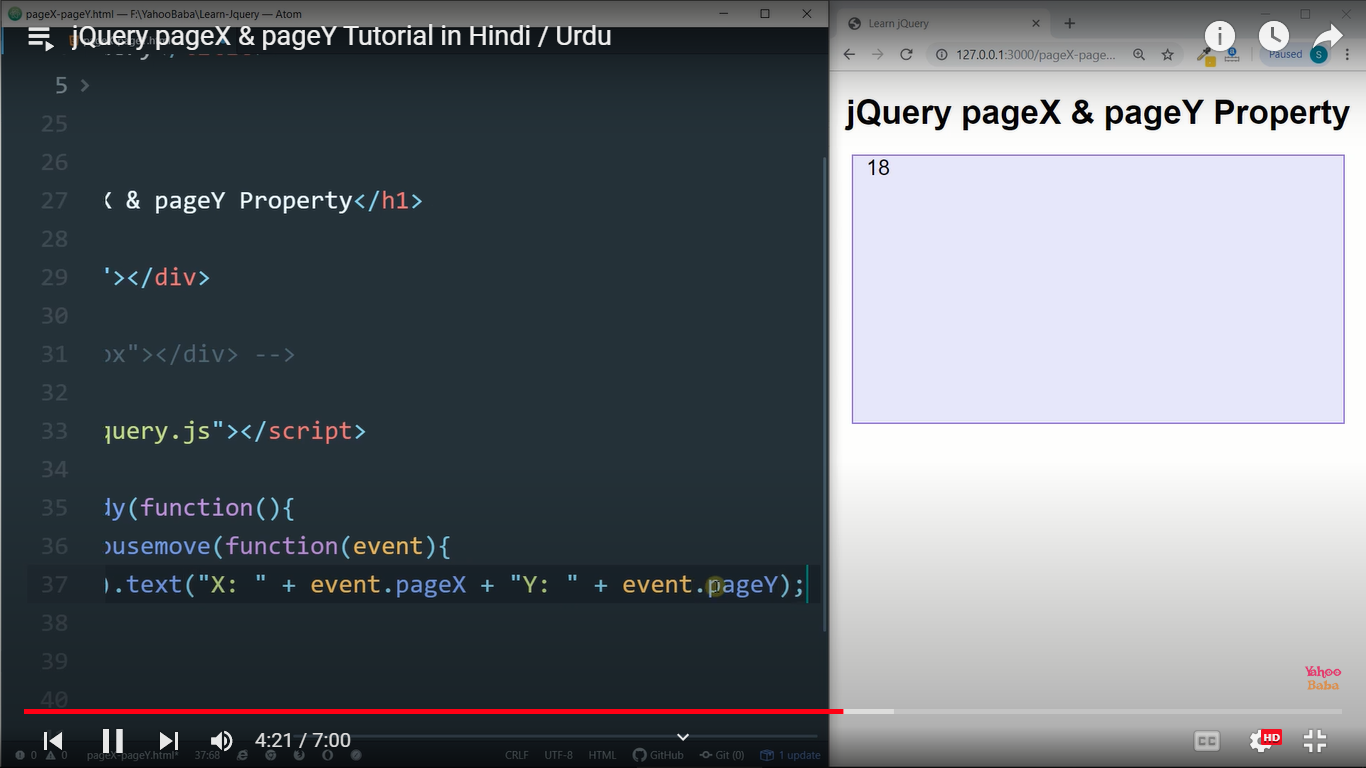 pageX-pageY.html — F:\YahooBaba\Learn-Jquery — Atom
jQuery pageX & pageY Tutorial in Hindi / Urdu
5
25
26
27 X & pageY Property</h1>
28
29 "></div>
30
31 ox"></div> -->
32
33 query.js"></script>
34
35 dy(function(){
36 ousemove(function(event){
37 ).text("X: " + event.pageX + "Y: " + event.pageY);
38
39
40
4:21 / 7:00
0 0 pageX-pageY.html* 37:68 CRLF UTF-8 HTML GitHub Git (0) 1 update
Learn jQuery
127.0.0.1:3000/pageX-page... Paused S
jQuery pageX & pageY Property
18
Yahoo
Baba
CC HD